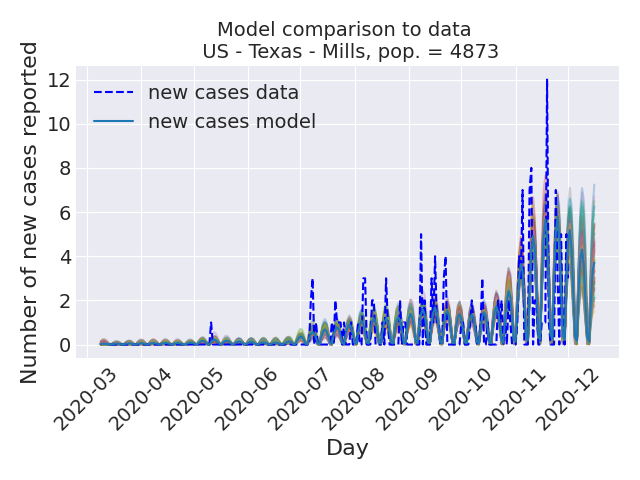 Model comparison to data
US - Texas - Mills, pop. = 4873
Number of new cases reported
12
10
8
6
4
2
0
new cases data
new cases model
2020-03
2020-04
2020-05
2020-06
2020-07
2020-08
2020-09
2020-10
2020-11
2020-12
Day